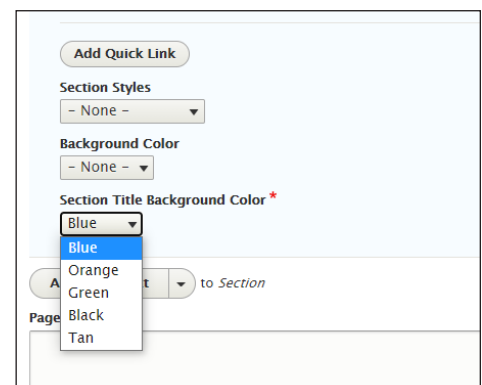 Add Quick Link
Section Styles
- None -
Background Color
- None -
Section Title Background Color *
Blue
Blue
Orange
A t to Section
Green
Page
Black
Tan